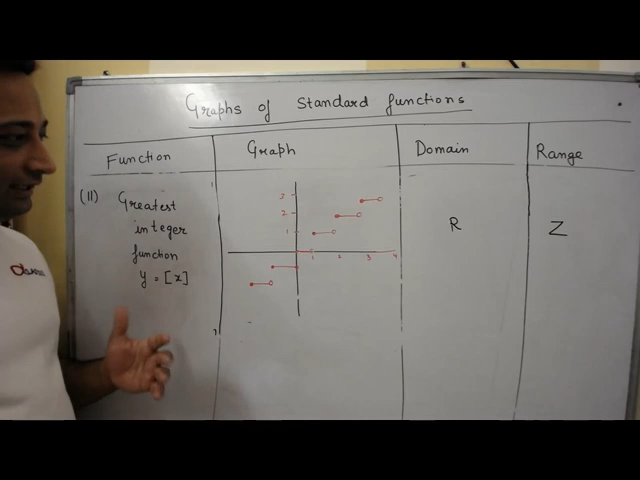 Graphs of Standard functions
Function Graph Domain Range
(11) Greatest
integer
function
y = [x]
3
2
1
1 2 3 4
R
Z